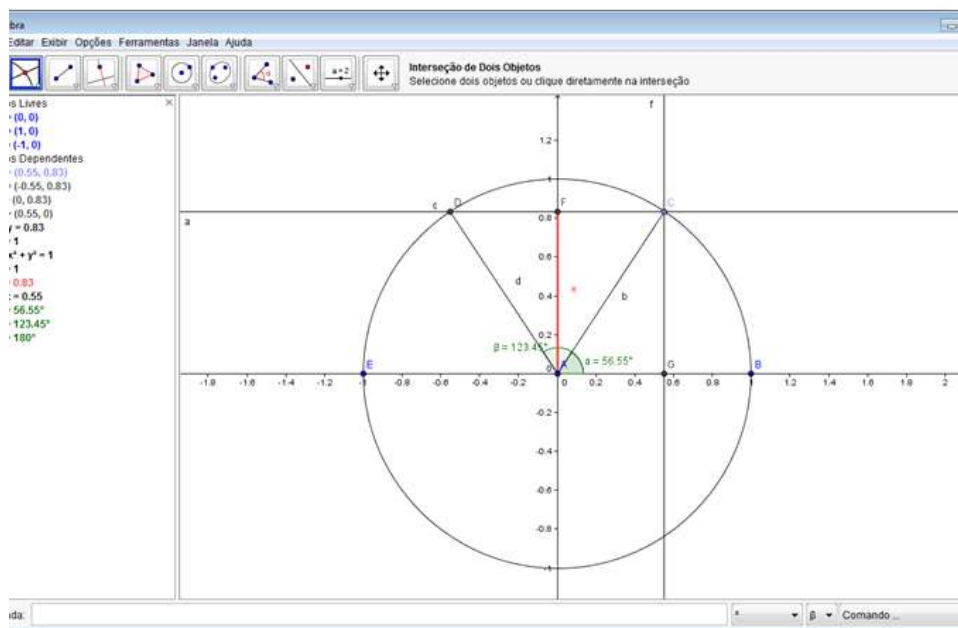 bra
Editar Exibir Opções Ferramentas Janela Ajuda
a=2
Interseção de Dois Objetos
Selecione dois objetos ou clique diretamente na interseção
s Livres
= (0, 0)
= (1, 0)
= (-1, 0)
s Dependentes
= (0.55, 0.83)
= (-0.55, 0.83)
(0, 0.83)
= (0.55, 0)
y = 0.83
= 1
x² + y² = 1
= 1
= 0.83
= 0.55
= 56.55°
= 123.45°
= 180°
f
1.2
1
c D F C
0.8
a
0.6
d e b
0.4
0.2
β = 123.45° α = 56.55°
E A G B
-1.8 -1.6 -1.4 -1.2 -1 -0.8 -0.6 -0.4 -0.2 0 0.2 0.4 0.6 0.8 1 1.2 1.4 1.6 1.8 2
-0.2
-0.4
-0.6
-0.8
-1
da:
β
Comando ...